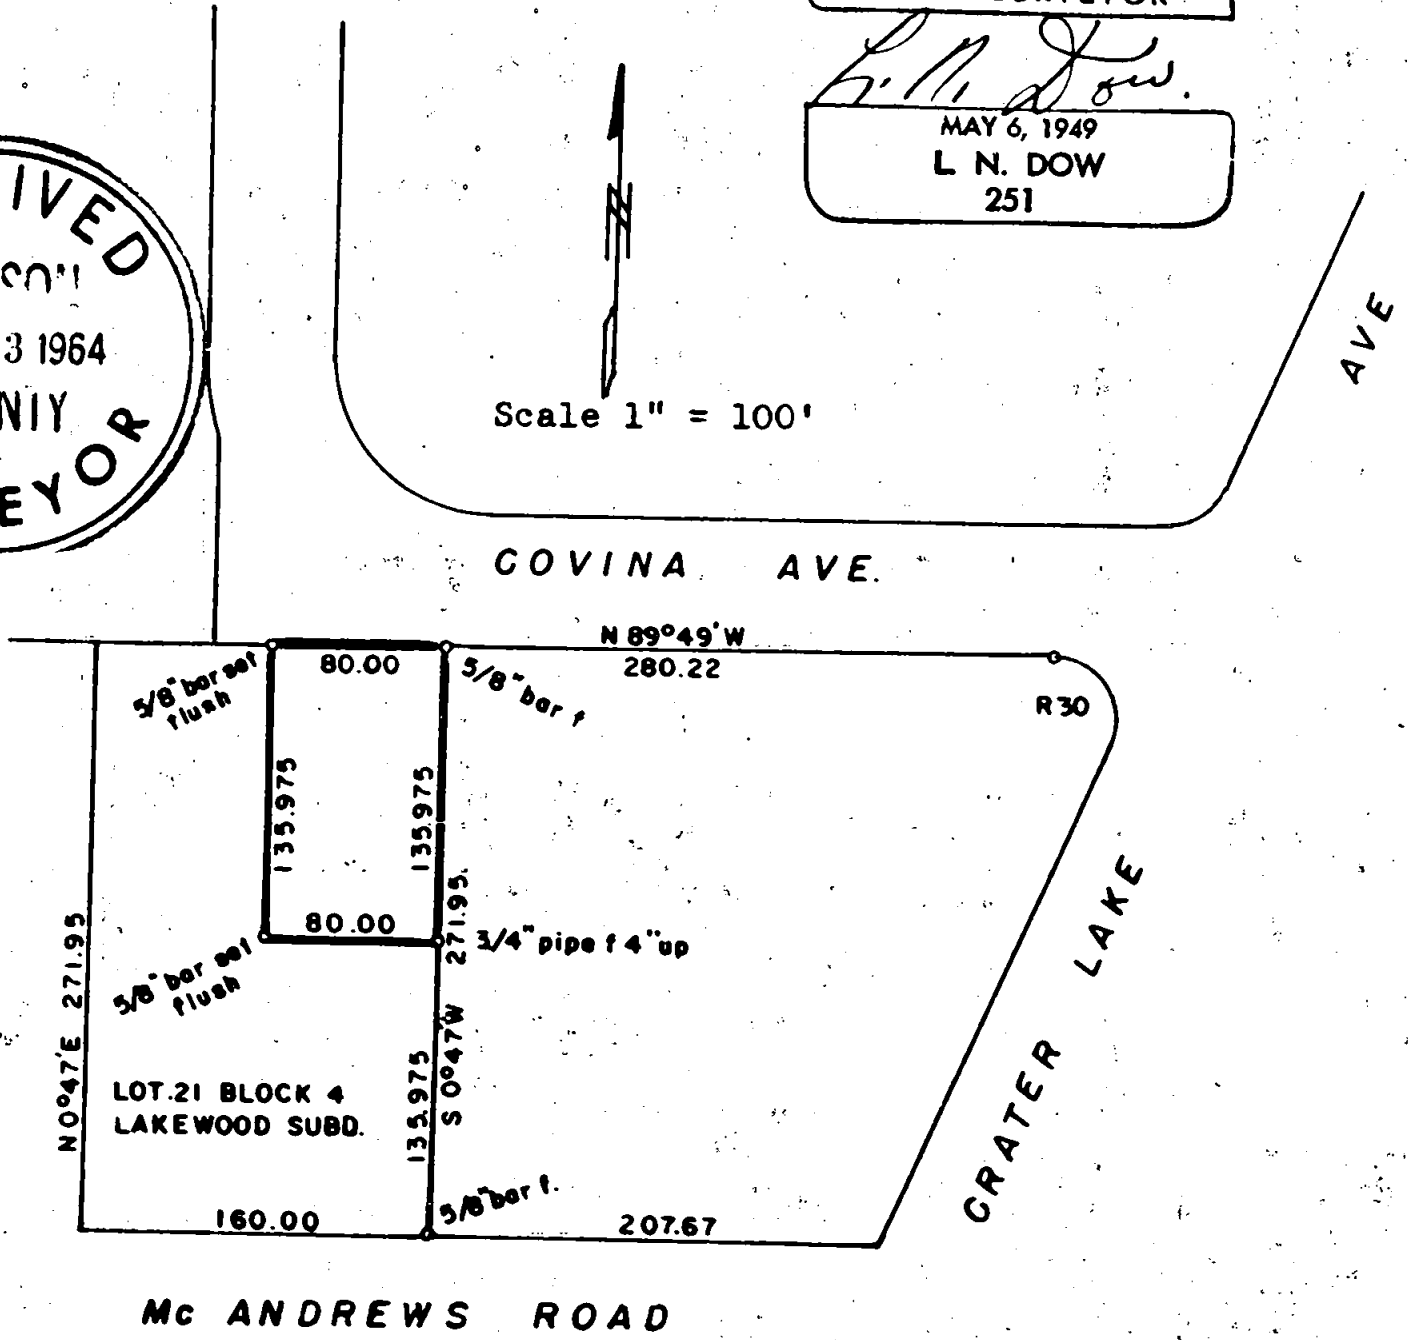 L. N. Dow.
MAY 6, 1949
L N. DOW
251
IVED
3 1964
EYOR
N
AVE
Scale 1" = 100'
COVINA AVE.
N 89°49'W
80.00
280.22
5/8" bar set
flush
5/8" bar f
R 30
135.975
135.975
271.95
S 0°47'W
80.00
3/4" pipe f 4" up
5/8" bar set
flush
N 0°47'E 271.95
135.975
LOT.21 BLOCK 4
LAKEWOOD SUBD.
CRATER LAKE
5/8" bar f.
160.00
207.67
Mc ANDREWS ROAD